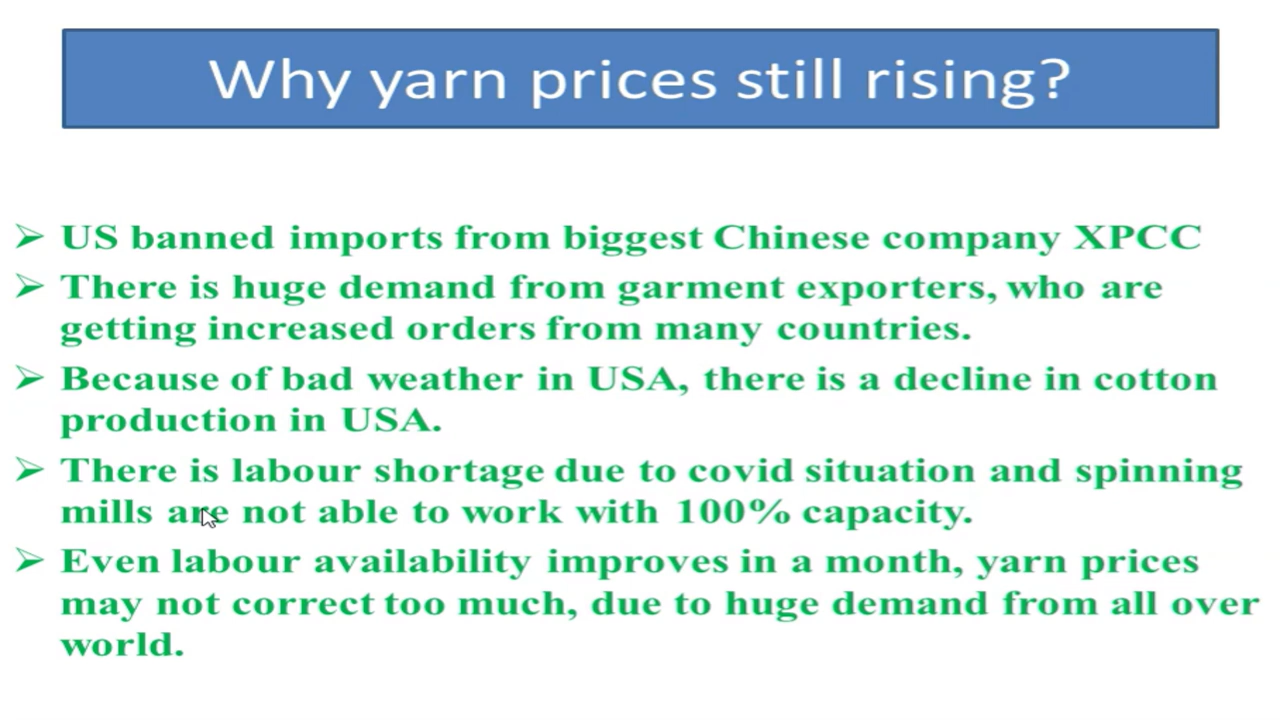 Why yarn prices still rising?
➢ US banned imports from biggest Chinese company XPCC
➢ There is huge demand from garment exporters, who are
getting increased orders from many countries.
➢ Because of bad weather in USA, there is a decline in cotton
production in USA.
➢ There is labour shortage due to covid situation and spinning
mills are not able to work with 100% capacity.
➢ Even labour availability improves in a month, yarn prices
may not correct too much, due to huge demand from all over
world.